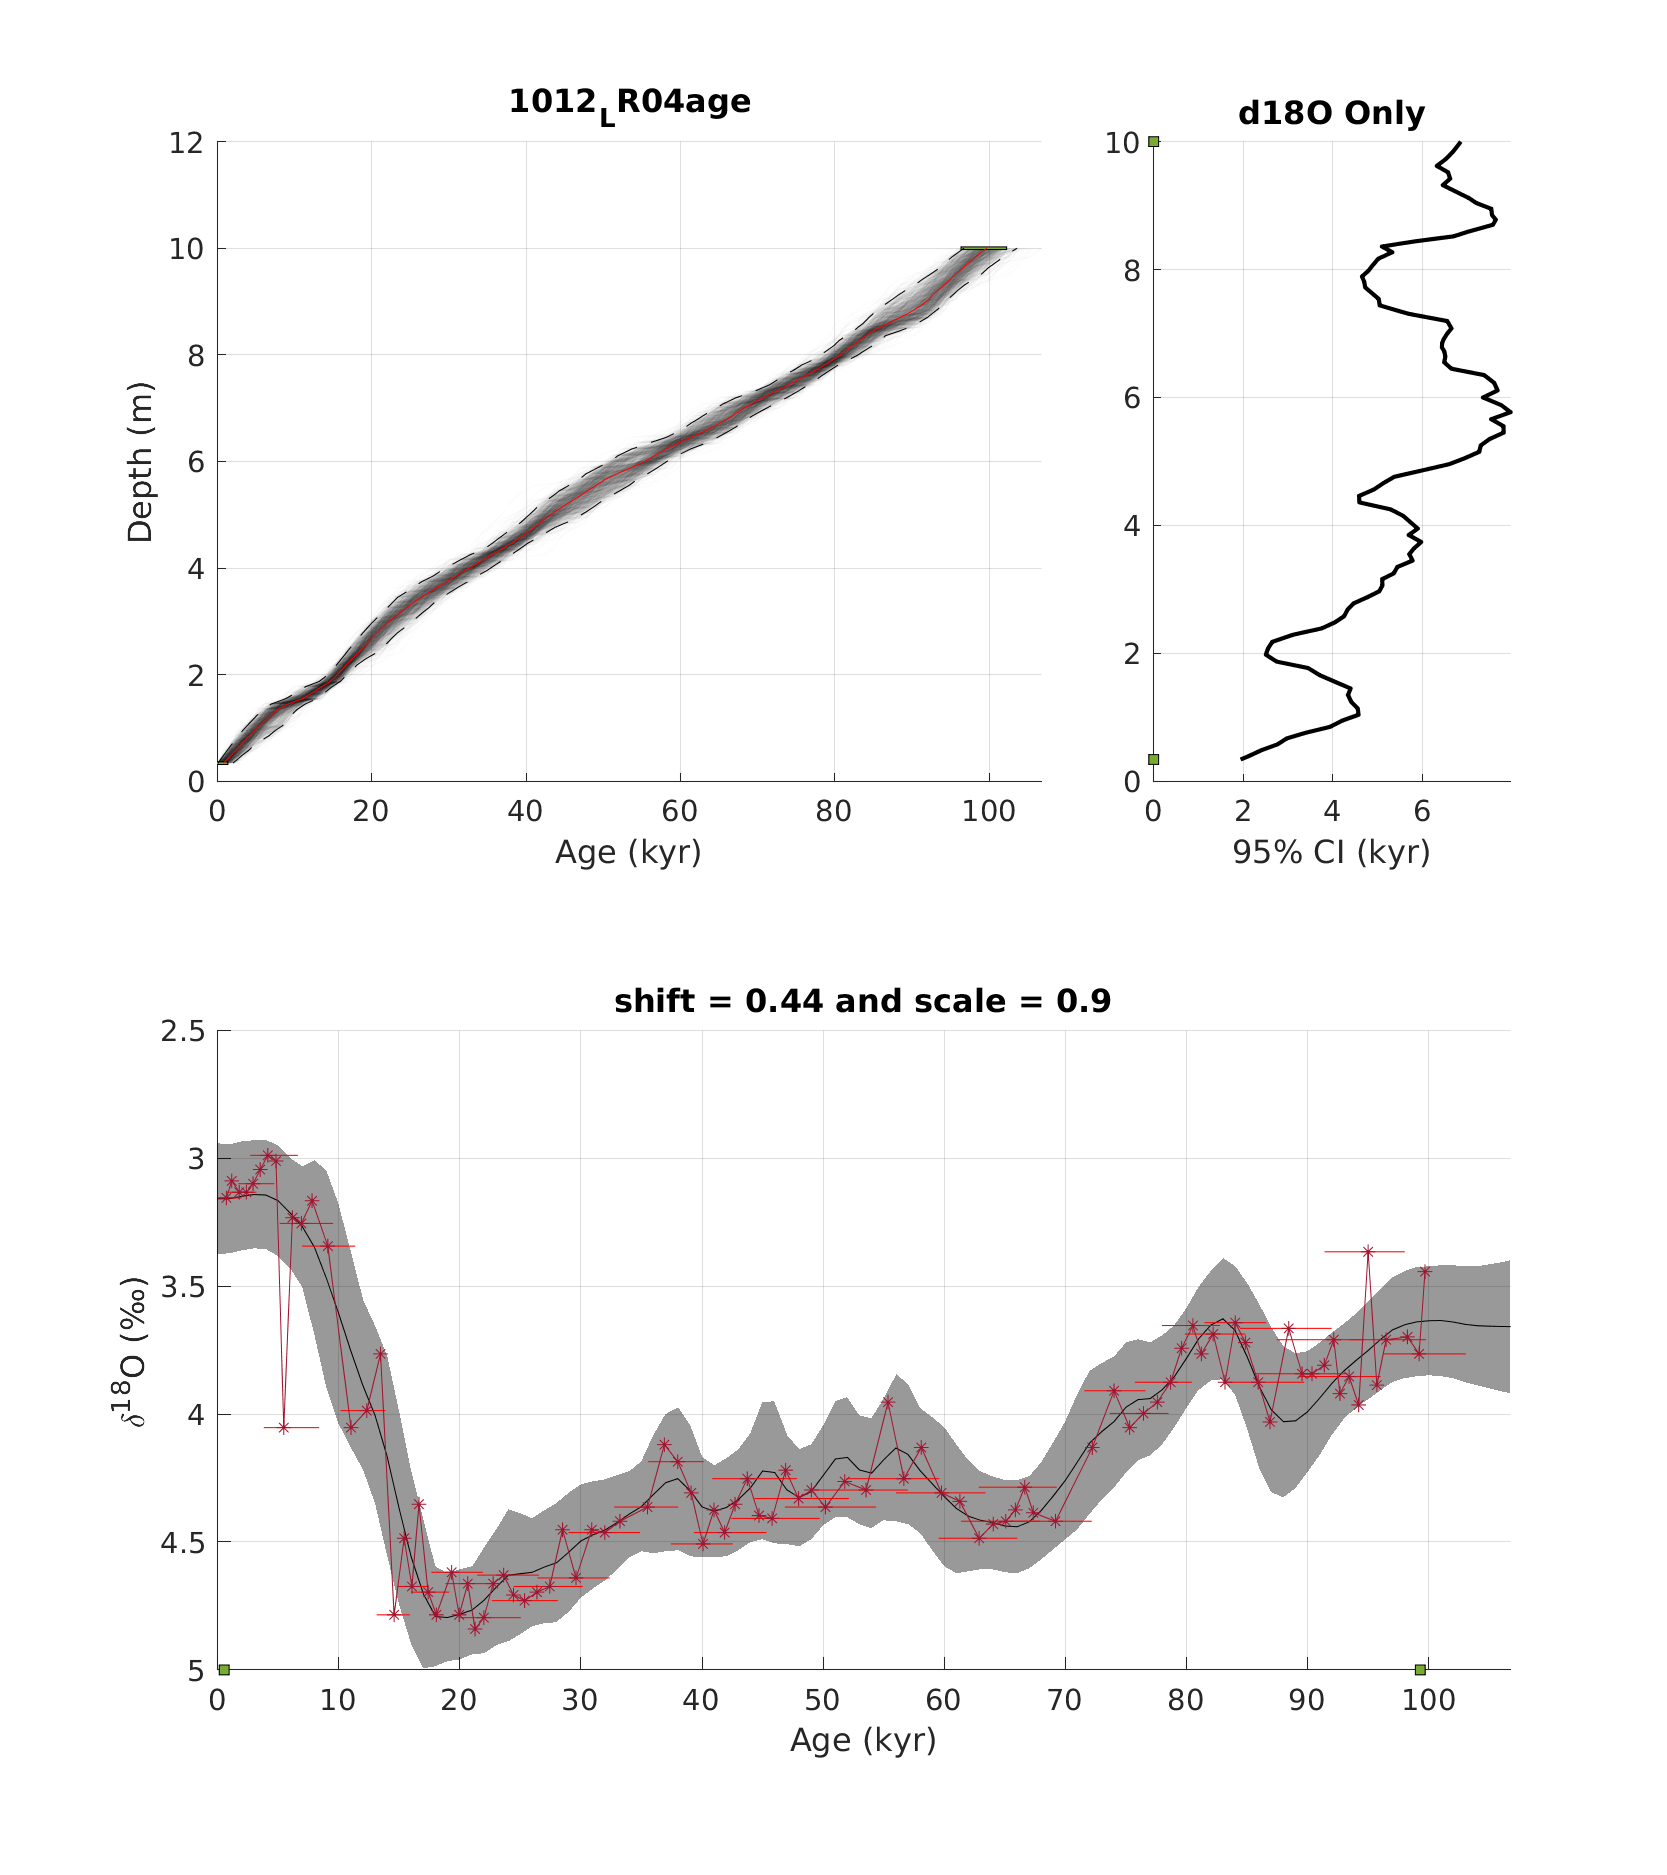 1012LR04age
12
10
8
6
4
2
0
Depth (m)
0 20 40 60 80 100
Age (kyr)
d18O Only
10
8
6
4
2
0
0 2 4 6
95% CI (kyr)
shift = 0.44 and scale = 0.9
2.5
3
3.5
4
4.5
5
δ18O (‰)
0 10 20 30 40 50 60 70 80 90 100
Age (kyr)